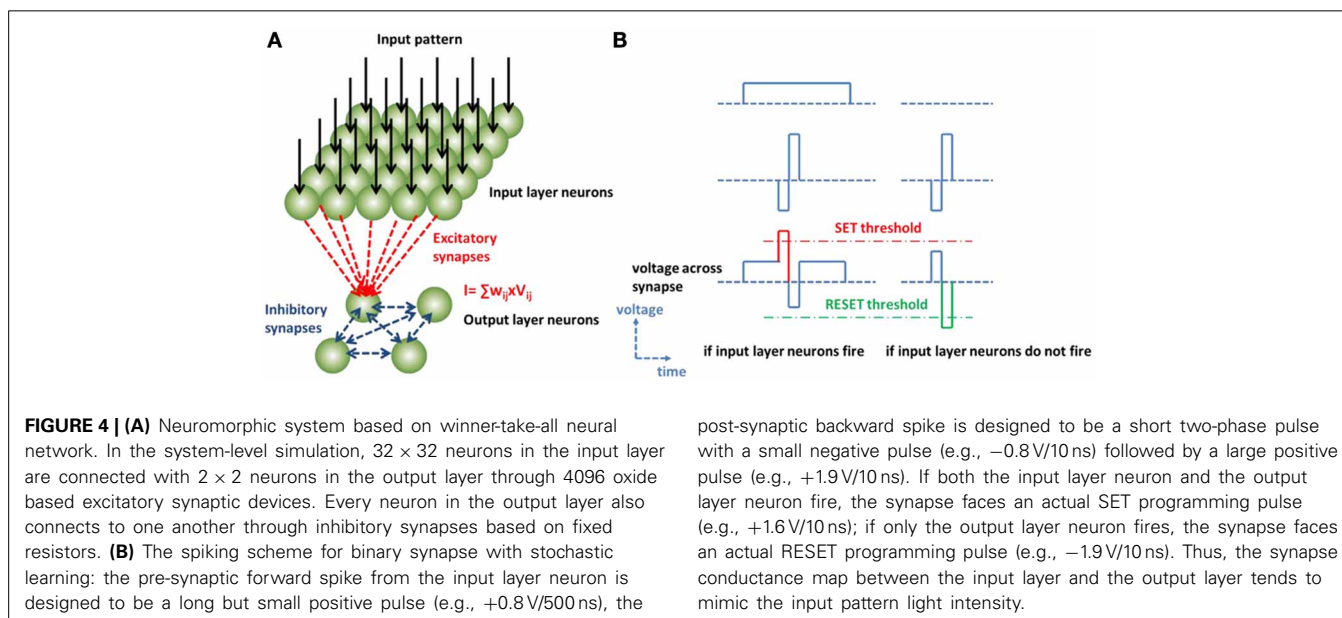 A
Input pattern
Input layer neurons
Excitatory
synapses
I= ∑wᵢⱼxVᵢⱼ
Inhibitory
synapses
Output layer neurons
B
SET threshold
voltage across
synapse
RESET threshold
voltage
time
if input layer neurons fire
if input layer neurons do not fire
FIGURE 4 | (A) Neuromorphic system based on winner-take-all neural
network. In the system-level simulation, 32 × 32 neurons in the input layer
are connected with 2 × 2 neurons in the output layer through 4096 oxide
based excitatory synaptic devices. Every neuron in the output layer also
connects to one another through inhibitory synapses based on fixed
resistors. (B) The spiking scheme for binary synapse with stochastic
learning: the pre-synaptic forward spike from the input layer neuron is
designed to be a long but small positive pulse (e.g., +0.8 V/500 ns), the
post-synaptic backward spike is designed to be a short two-phase pulse
with a small negative pulse (e.g., −0.8 V/10 ns) followed by a large positive
pulse (e.g., +1.9 V/10 ns). If both the input layer neuron and the output
layer neuron fire, the synapse faces an actual SET programming pulse
(e.g., +1.6 V/10 ns); if only the output layer neuron fires, the synapse faces
an actual RESET programming pulse (e.g., −1.9 V/10 ns). Thus, the synapse
conductance map between the input layer and the output layer tends to
mimic the input pattern light intensity.